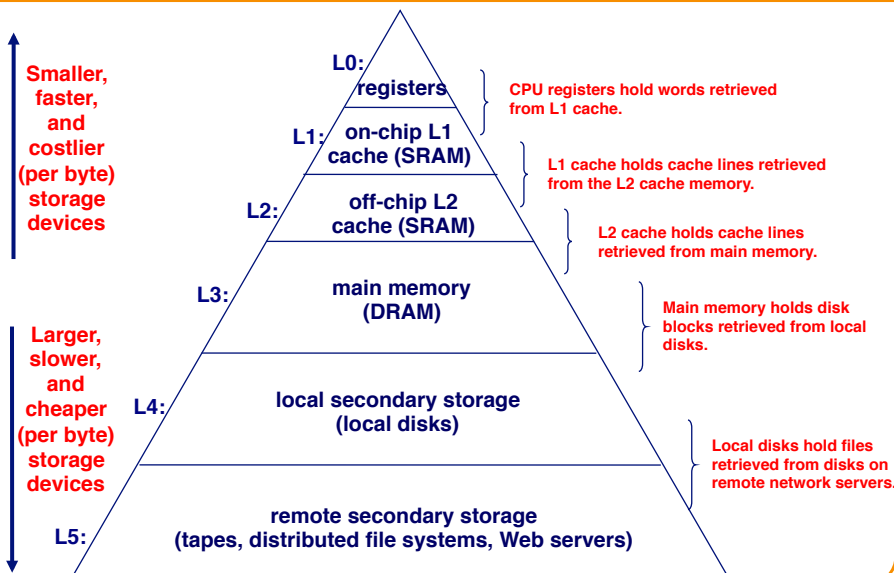 Smaller,
faster,
and
costlier
(per byte)
storage
devices
Larger,
slower,
and
cheaper
(per byte)
storage
devices
L0:
registers
CPU registers hold words retrieved
from L1 cache.
L1:
on-chip L1
cache (SRAM)
L1 cache holds cache lines retrieved
from the L2 cache memory.
L2:
off-chip L2
cache (SRAM)
L2 cache holds cache lines
retrieved from main memory.
L3:
main memory
(DRAM)
Main memory holds disk
blocks retrieved from local
disks.
L4:
local secondary storage
(local disks)
Local disks hold files
retrieved from disks on
remote network servers.
L5:
remote secondary storage
(tapes, distributed file systems, Web servers)